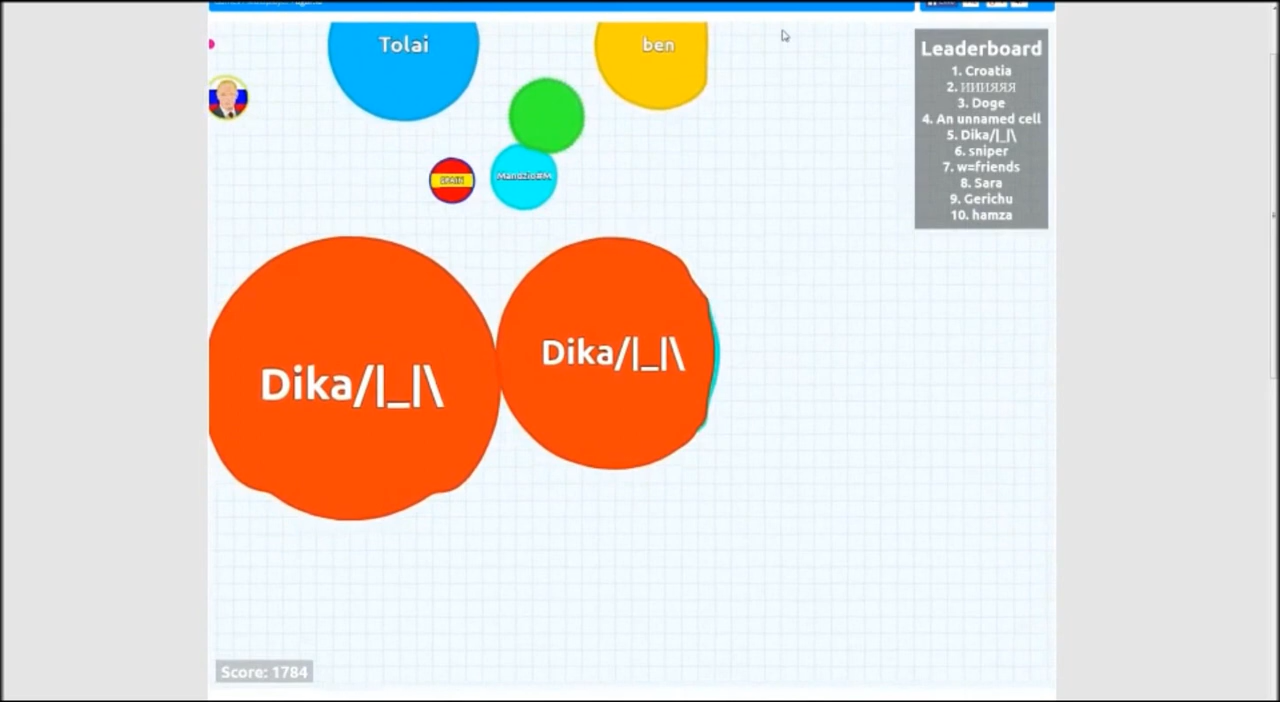 Tolai
ben
SPAIN
Dika/|_|\
Dika/|_|\
Leaderboard
1. Croatia
2. ИИИЯЯЯ
3. Doge
4. An unnamed cell
5. Dika/|_|\
6. sniper
7. w=friends
8. Sara
9. Gerichu
10. hamza
Score: 1784